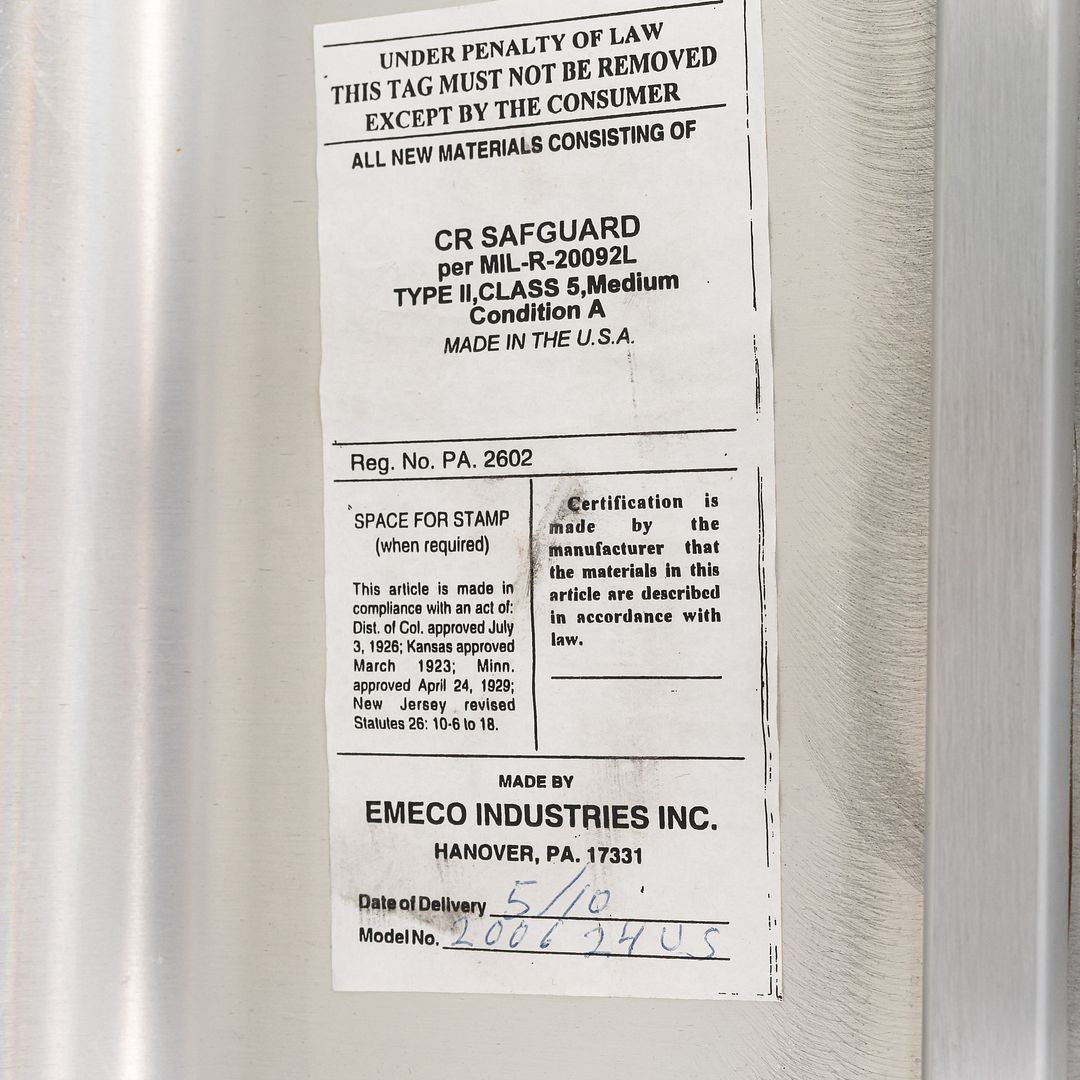 UNDER PENALTY OF LAW
THIS TAG MUST NOT BE REMOVED
EXCEPT BY THE CONSUMER
ALL NEW MATERIALS CONSISTING OF
CR SAFGUARD
per MIL-R-20092L
TYPE II,CLASS 5,Medium
Condition A
MADE IN THE U.S.A.
Reg. No. PA. 2602
SPACE FOR STAMP
(when required)
This article is made in
compliance with an act of:
Dist. of Col. approved July
3, 1926; Kansas approved
March 1923; Minn.
approved April 24, 1929;
New Jersey revised
Statutes 26: 10-6 to 18.
Certification is
made by the
manufacturer that
the materials in this
article are described
in accordance with
law.
MADE BY
EMECO INDUSTRIES INC.
HANOVER, PA. 17331
Date of Delivery 5/10
Model No. 2006 24US